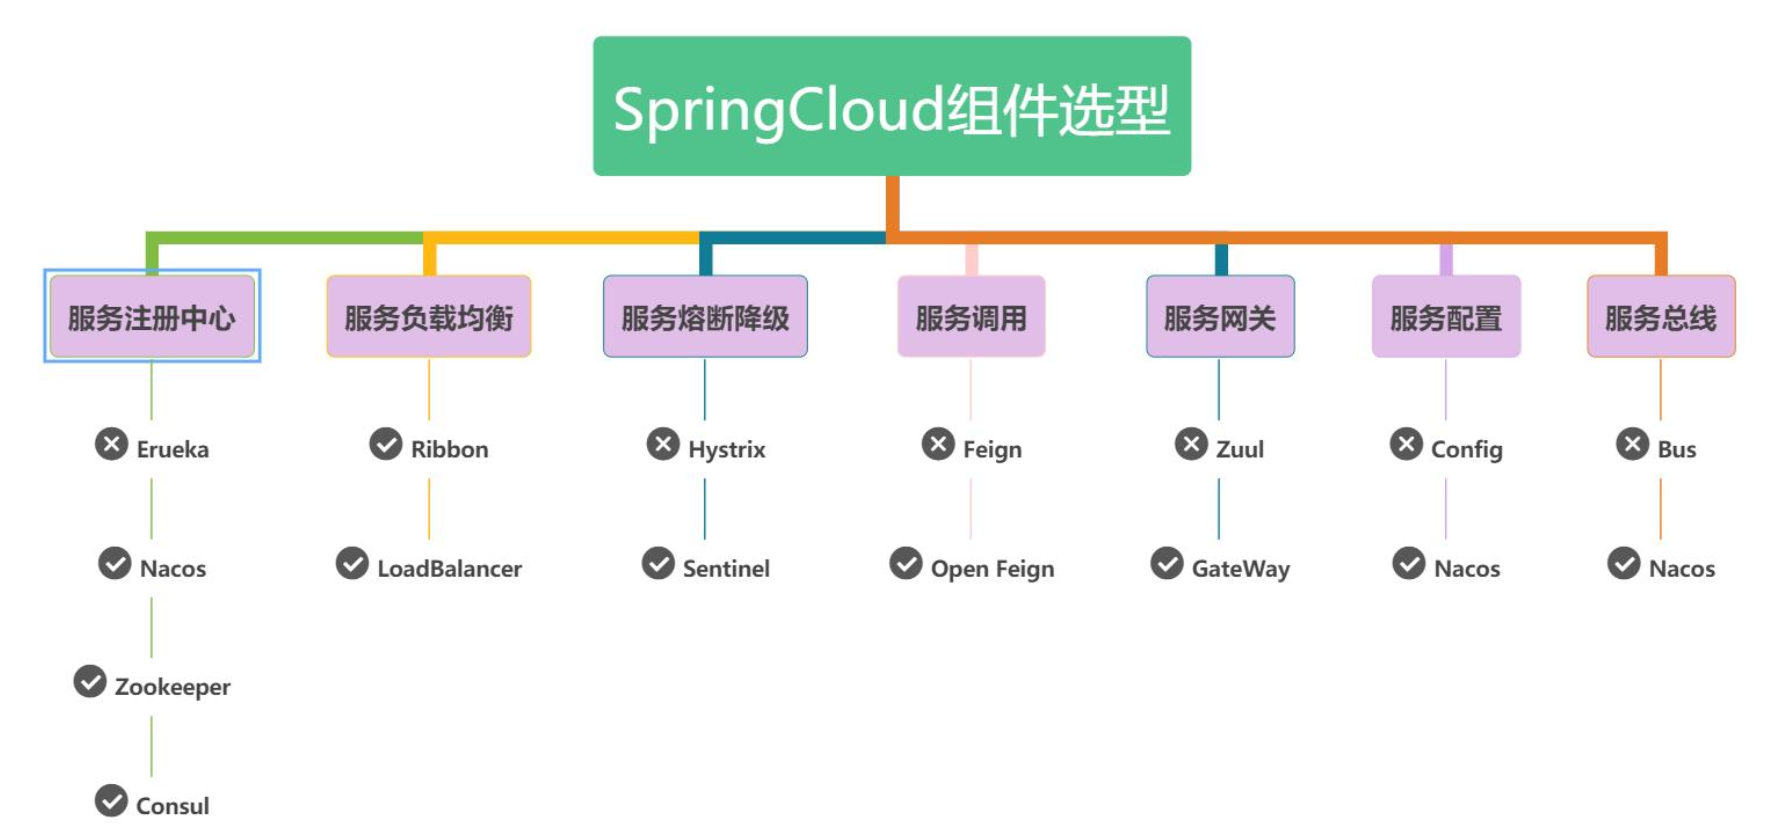 SpringCloud组件选型
服务注册中心
服务负载均衡
服务熔断降级
服务调用
服务网关
服务配置
服务总线
Erueka
Ribbon
Hystrix
Feign
Zuul
Config
Bus
Nacos
LoadBalancer
Sentinel
Open Feign
GateWay
Nacos
Nacos
Zookeeper
Consul